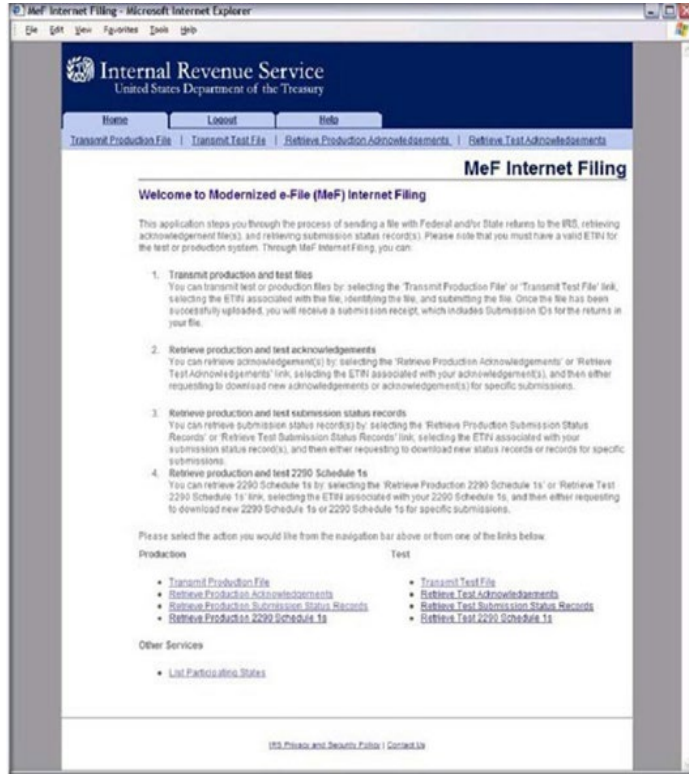 MeF Internet Filing - Microsoft Internet Explorer
File Edit View Favorites Tools Help
Internal Revenue Service
United States Department of the Treasury
Home Logout Help
Transmit Production File | Transmit Test File | Retrieve Production Acknowledgements | Retrieve Test Acknowledgements
MeF Internet Filing
Welcome to Modernized e-File (MeF) Internet Filing
This application steps you through the process of sending a file with Federal and/or State returns to the IRS, retrieving
acknowledgement file(s), and retrieving submission status record(s). Please note that you must have a valid ETIN for
the test or production system. Through MeF Internet Filing, you can:
1. Transmit production and test files
You can transmit test or production files by: selecting the 'Transmit Production File' or 'Transmit Test File' link,
selecting the ETIN associated with the file, identifying the file, and submitting the file. Once the file has been
successfully uploaded, you will receive a submission receipt, which includes Submission IDs for the returns in
your file.
2. Retrieve production and test acknowledgements
You can retrieve acknowledgement(s) by: selecting the 'Retrieve Production Acknowledgements' or 'Retrieve
Test Acknowledgements' link, selecting the ETIN associated with your acknowledgement(s), and then either
requesting to download new acknowledgements or acknowledgement(s) for specific submissions.
3. Retrieve production and test submission status records
You can retrieve submission status record(s) by: selecting the 'Retrieve Production Submission Status
Records' or 'Retrieve Test Submission Status Records' link, selecting the ETIN associated with your
submission status record(s), and then either requesting to download new status records or records for specific
submissions.
4. Retrieve production and test 2290 Schedule 1s
You can retrieve 2290 Schedule 1s by: selecting the 'Retrieve Production 2290 Schedule 1s' or 'Retrieve Test
2290 Schedule 1s' link, selecting the ETIN associated with your 2290 Schedule 1s, and then either requesting
to download new 2290 Schedule 1s or 2290 Schedule 1s for specific submissions.
Please select the action you would like from the navigation bar above or from one of the links below.
Production Test
• Transmit Production File • Transmit Test File
• Retrieve Production Acknowledgements • Retrieve Test Acknowledgements
• Retrieve Production Submission Status Records • Retrieve Test Submission Status Records
• Retrieve Production 2290 Schedule 1s • Retrieve Test 2290 Schedule 1s
Other Services
• List Participating States
IRS Privacy and Security Policy | Contact Us